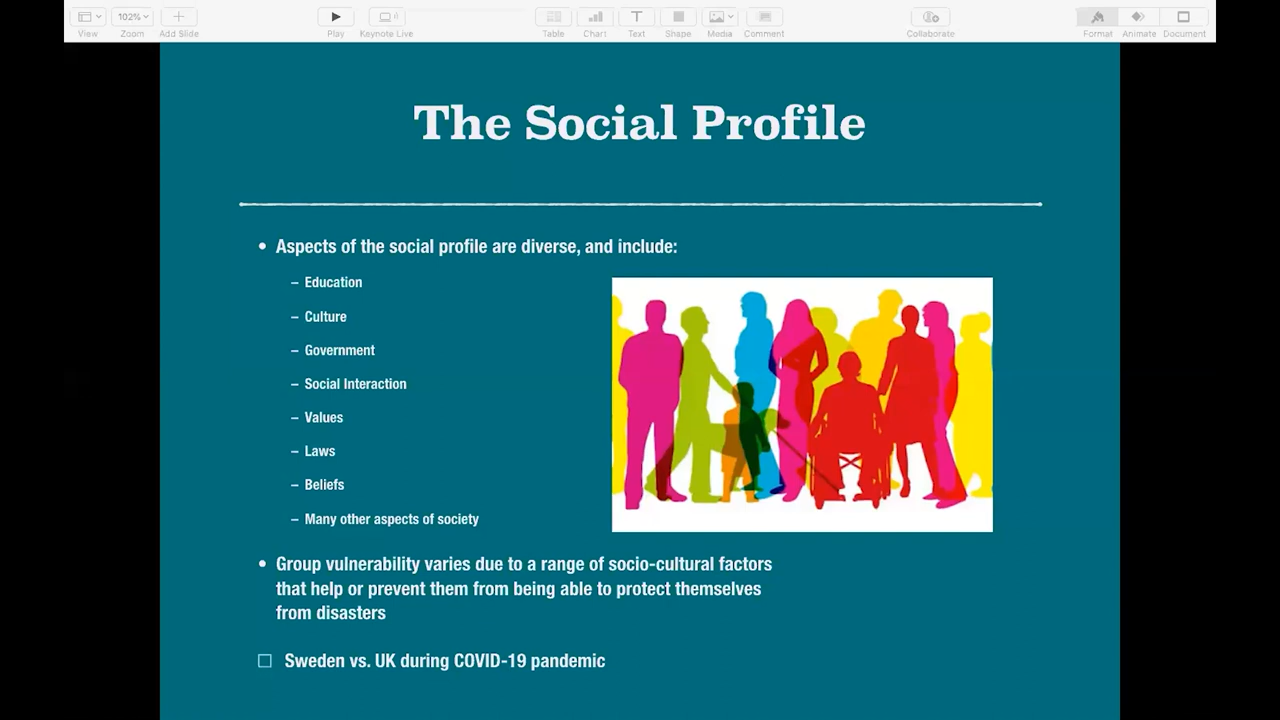 102%
View
Zoom
Add Slide
Play
Keynote Live
Table
Chart
Text
Shape
Media
Comment
Collaborate
Format
Animate
Document
The Social Profile
• Aspects of the social profile are diverse, and include:
– Education
– Culture
– Government
– Social Interaction
– Values
– Laws
– Beliefs
– Many other aspects of society
• Group vulnerability varies due to a range of socio-cultural factors
that help or prevent them from being able to protect themselves
from disasters
Sweden vs. UK during COVID-19 pandemic